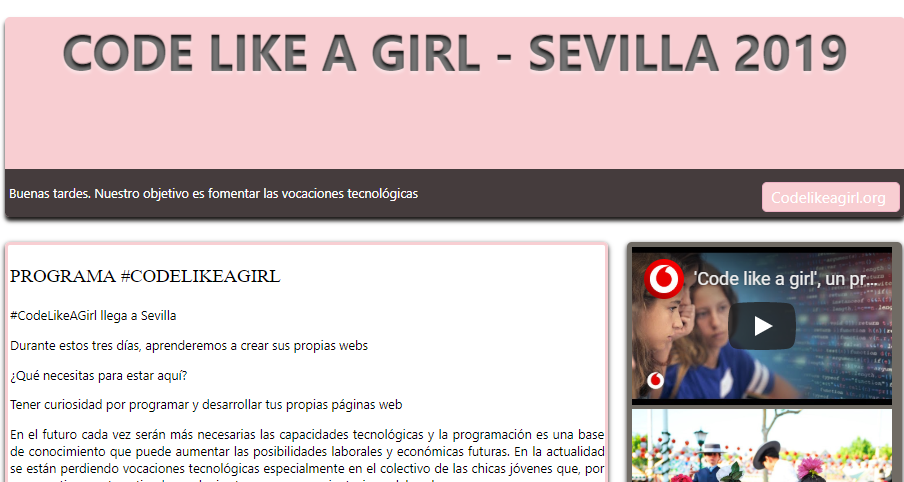 CODE LIKE A GIRL - SEVILLA 2019
Buenas tardes. Nuestro objetivo es fomentar las vocaciones tecnológicas
Codelikeagirl.org
PROGRAMA #CODELIKEAGIRL
#CodeLikeAGirl llega a Sevilla
Durante estos tres días, aprenderemos a crear sus propias webs
¿Qué necesitas para estar aquí?
Tener curiosidad por programar y desarrollar tus propias páginas web
En el futuro cada vez serán más necesarias las capacidades tecnológicas y la programación es una base
de conocimiento que puede aumentar las posibilidades laborales y económicas futuras. En la actualidad
se están perdiendo vocaciones tecnológicas especialmente en el colectivo de las chicas jóvenes que, por
'Code like a girl', un pr...